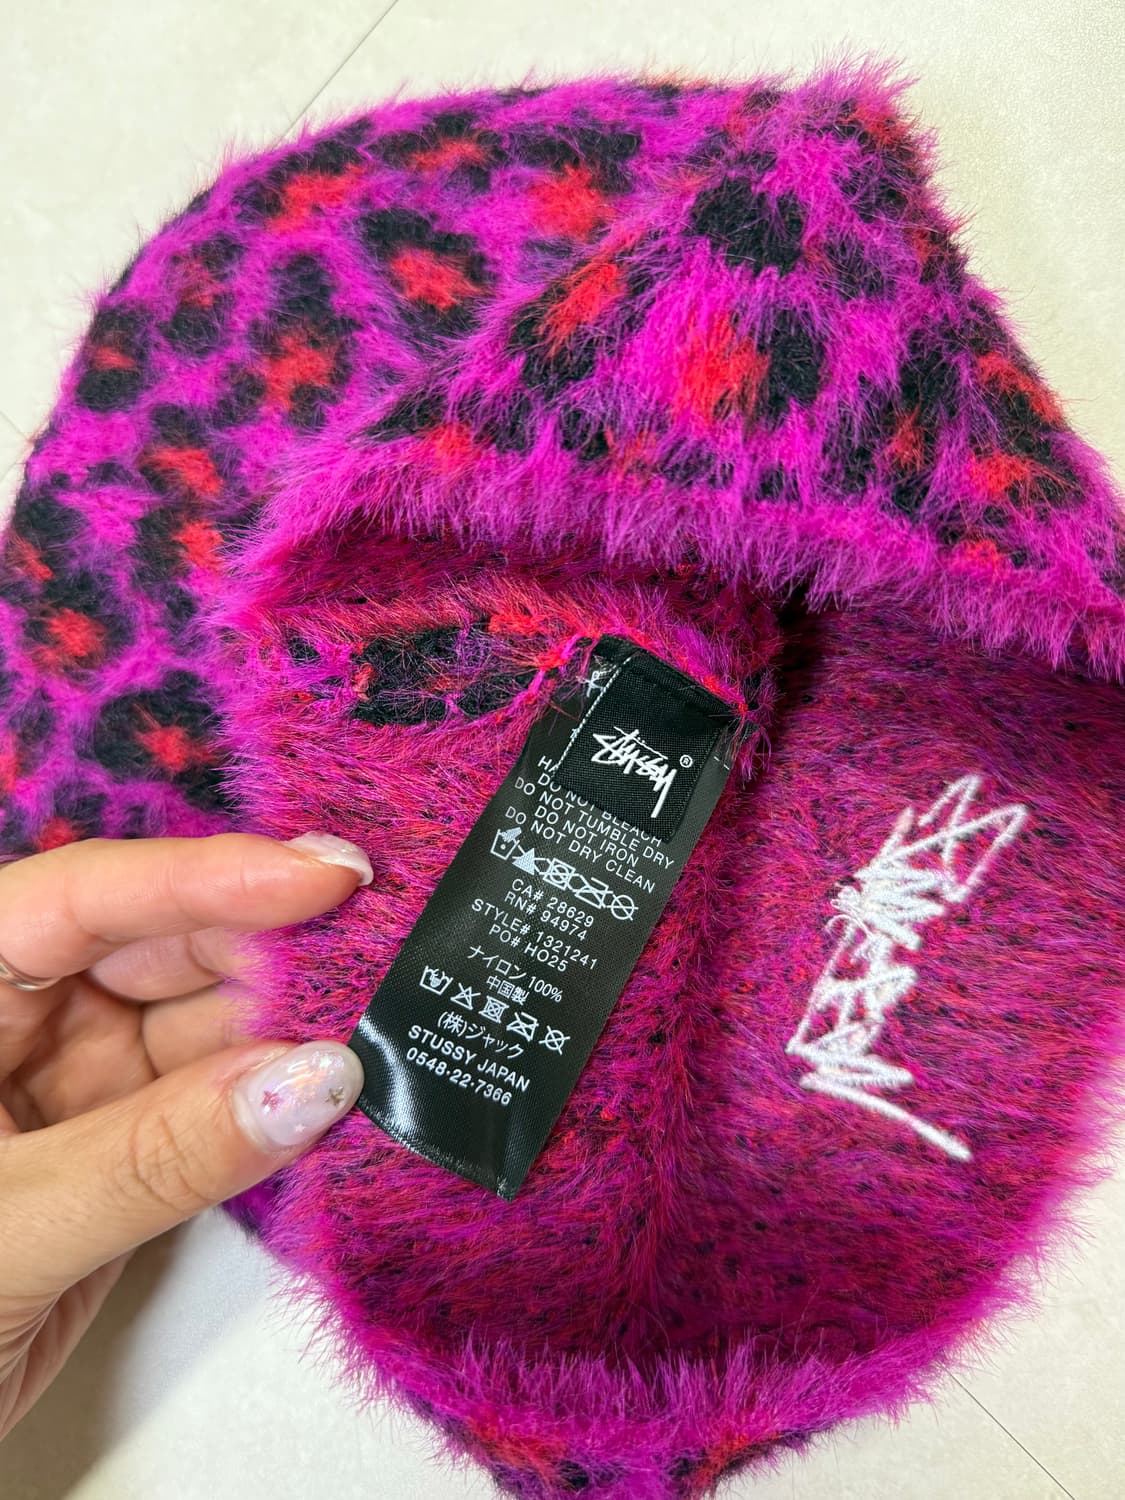 Stüssy®
DO NOT BLEACH
DO NOT TUMBLE DRY
DO NOT IRON
DO NOT DRY CLEAN
CA# 28629
RN# 94974
STYLE# 1321241
PO# HO25
ナイロン100%
中国製
(株)ジャック
STUSSY JAPAN
0548・22・7366